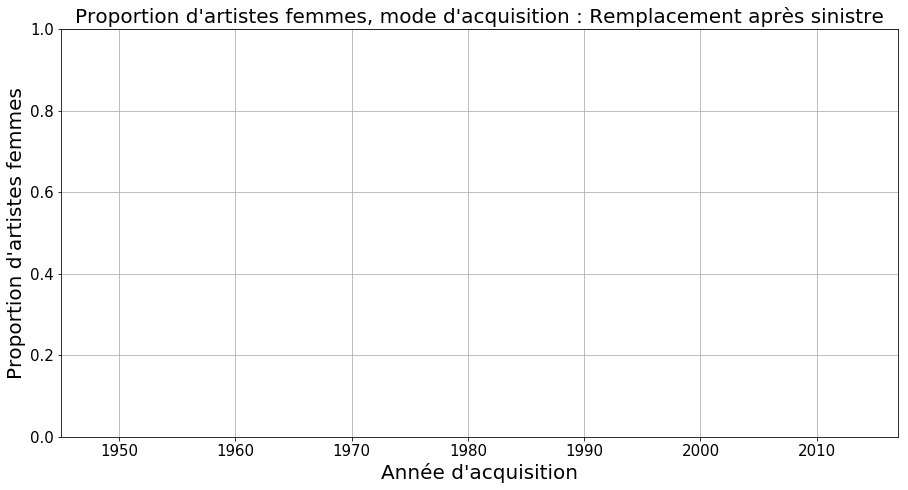 Proportion d'artistes femmes, mode d'acquisition : Remplacement après sinistre
1.0
0.8
0.6
0.4
0.2
0.0
Proportion d'artistes femmes
1950 1960 1970 1980 1990 2000 2010
Année d'acquisition